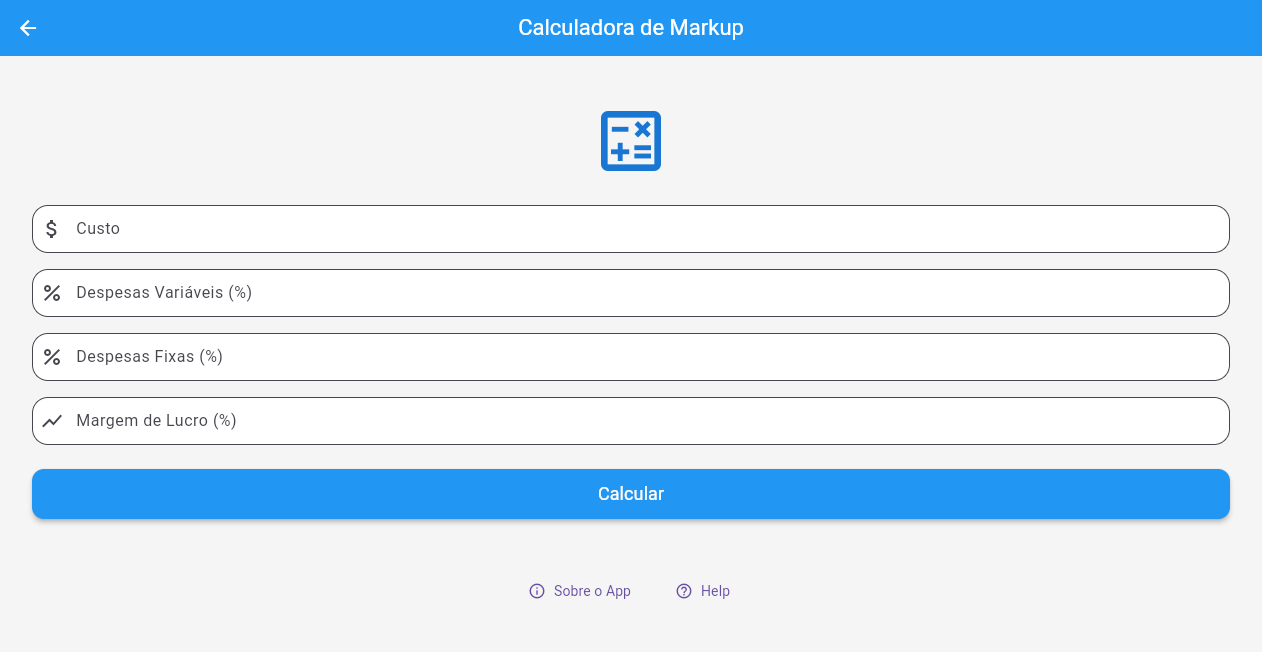 Calculadora de Markup
Custo
Despesas Variáveis (%)
Despesas Fixas (%)
Margem de Lucro (%)
Calcular
Sobre o App Help